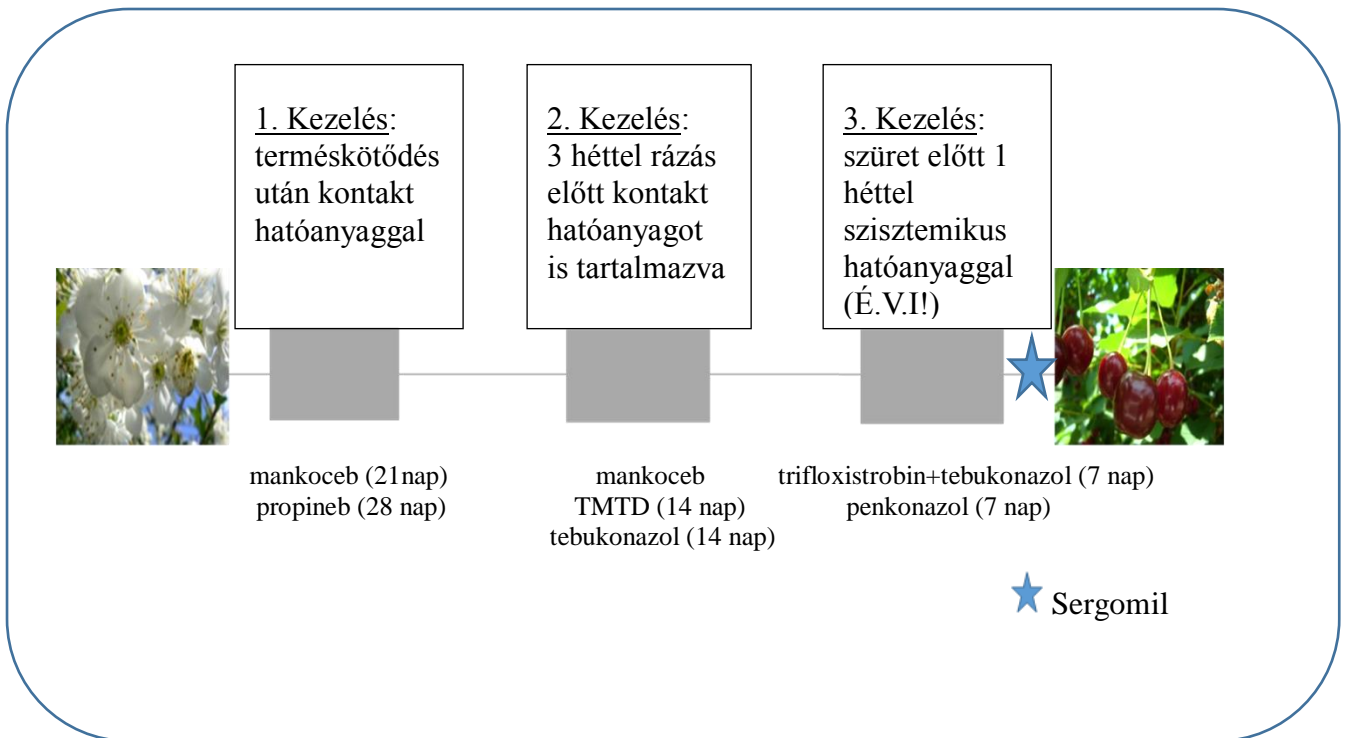 1. Kezelés:
terméskötődés
után kontakt
hatóanyaggal
2. Kezelés:
3 héttel rázás
előtt kontakt
hatóanyagot
is tartalmazva
3. Kezelés:
szüret előtt 1
héttel
szisztemikus
hatóanyaggal
(É.V.I!)
mankoceb (21nap)
propineb (28 nap)
mankoceb
TMTD (14 nap)
tebukonazol (14 nap)
trifloxistrobin+tebukonazol (7 nap)
penkonazol (7 nap)
Sergomil